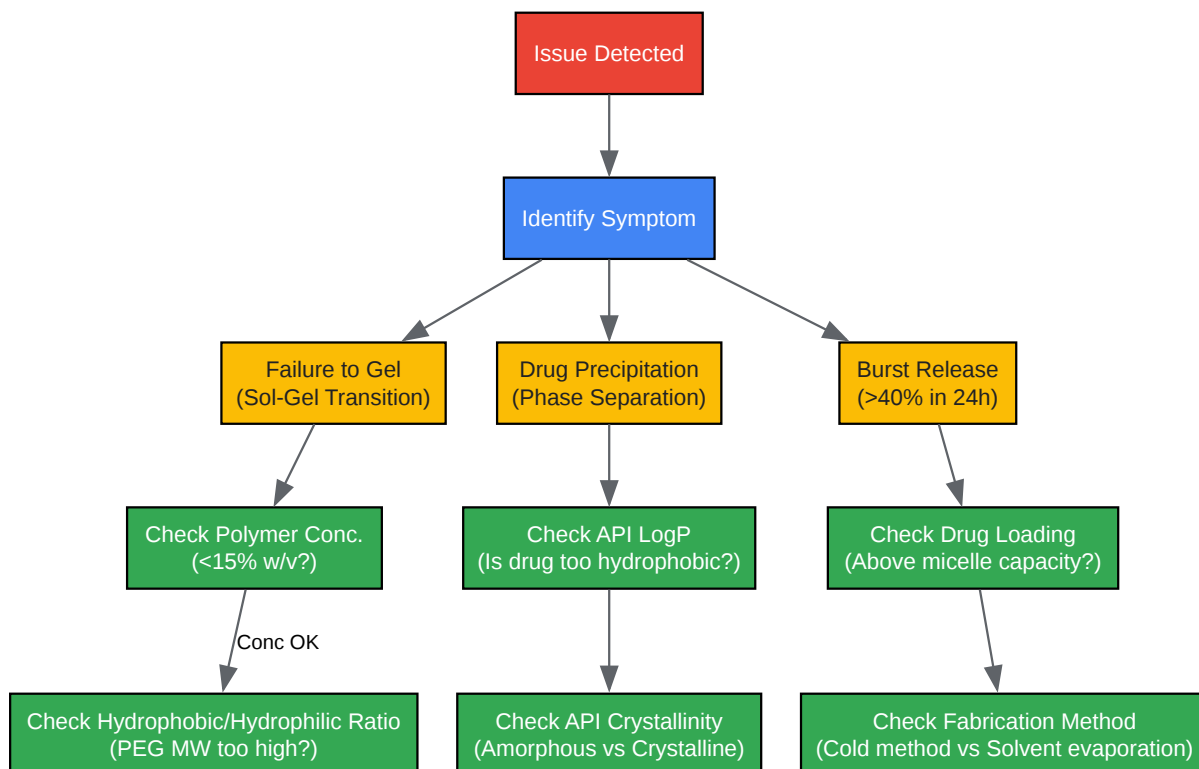 Issue Detected
Identify Symptom
Failure to Gel
(Sol-Gel Transition)
Drug Precipitation
(Phase Separation)
Burst Release
(>40% in 24h)
Check Polymer Conc.
(<15% w/v?)
Check API LogP
(Is drug too hydrophobic?)
Check Drug Loading
(Above micelle capacity?)
Conc OK
Check Hydrophobic/Hydrophilic Ratio
(PEG MW too high?)
Check API Crystallinity
(Amorphous vs Crystalline)
Check Fabrication Method
(Cold method vs Solvent evaporation)